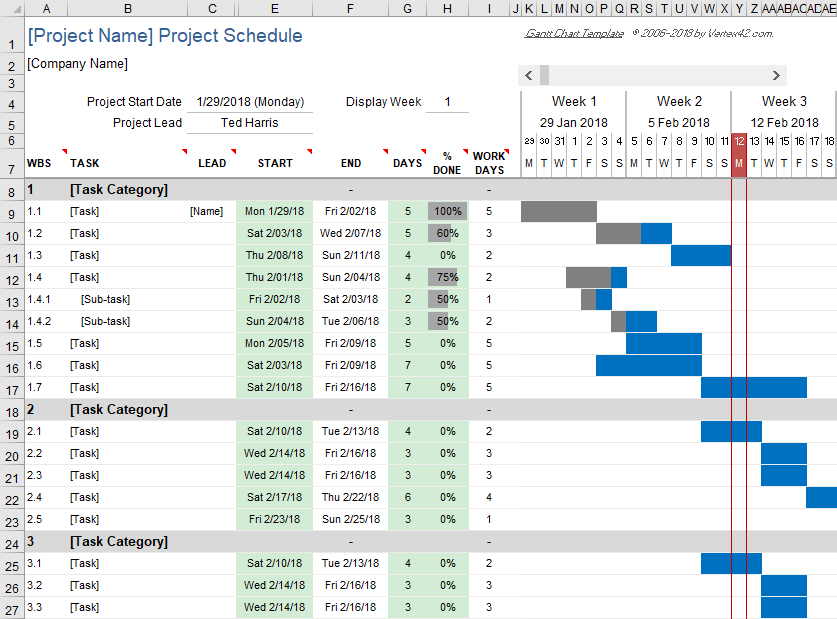 A B C E F G H I J K L M N O P Q R S T U V W X Y Z AA AB AC AD AE
1 [Project Name] Project Schedule Gantt Chart Template © 2006-2018 by Vertex42.com.
2 [Company Name]
3
4 Project Start Date 1/29/2018 (Monday) Display Week 1 Week 1 Week 2 Week 3
5 Project Lead Ted Harris 29 Jan 2018 5 Feb 2018 12 Feb 2018
6 29 30 31 1 2 3 4 5 6 7 8 9 10 11 12 13 14 15 16 17 18
7 WBS TASK LEAD START END DAYS % DONE WORK DAYS M T W T F S S M T W T F S S M T W T F S S
8 1 [Task Category] - -
9 1.1 [Task] [Name] Mon 1/29/18 Fri 2/02/18 5 100% 5
10 1.2 [Task] Sat 2/03/18 Wed 2/07/18 5 60% 3
11 1.3 [Task] Thu 2/08/18 Sun 2/11/18 4 0% 2
12 1.4 [Task] Thu 2/01/18 Sun 2/04/18 4 75% 2
13 1.4.1 [Sub-task] Fri 2/02/18 Sat 2/03/18 2 50% 1
14 1.4.2 [Sub-task] Sun 2/04/18 Tue 2/06/18 3 50% 2
15 1.5 [Task] Mon 2/05/18 Fri 2/09/18 5 0% 5
16 1.6 [Task] Sat 2/03/18 Fri 2/09/18 7 0% 5
17 1.7 [Task] Sat 2/10/18 Fri 2/16/18 7 0% 5
18 2 [Task Category] - -
19 2.1 [Task] Sat 2/10/18 Tue 2/13/18 4 0% 2
20 2.2 [Task] Wed 2/14/18 Fri 2/16/18 3 0% 3
21 2.3 [Task] Wed 2/14/18 Fri 2/16/18 3 0% 3
22 2.4 [Task] Sat 2/17/18 Thu 2/22/18 6 0% 4
23 2.5 [Task] Fri 2/23/18 Sun 2/25/18 3 0% 1
24 3 [Task Category] - -
25 3.1 [Task] Sat 2/10/18 Tue 2/13/18 4 0% 2
26 3.2 [Task] Wed 2/14/18 Fri 2/16/18 3 0% 3
27 3.3 [Task] Wed 2/14/18 Fri 2/16/18 3 0% 3